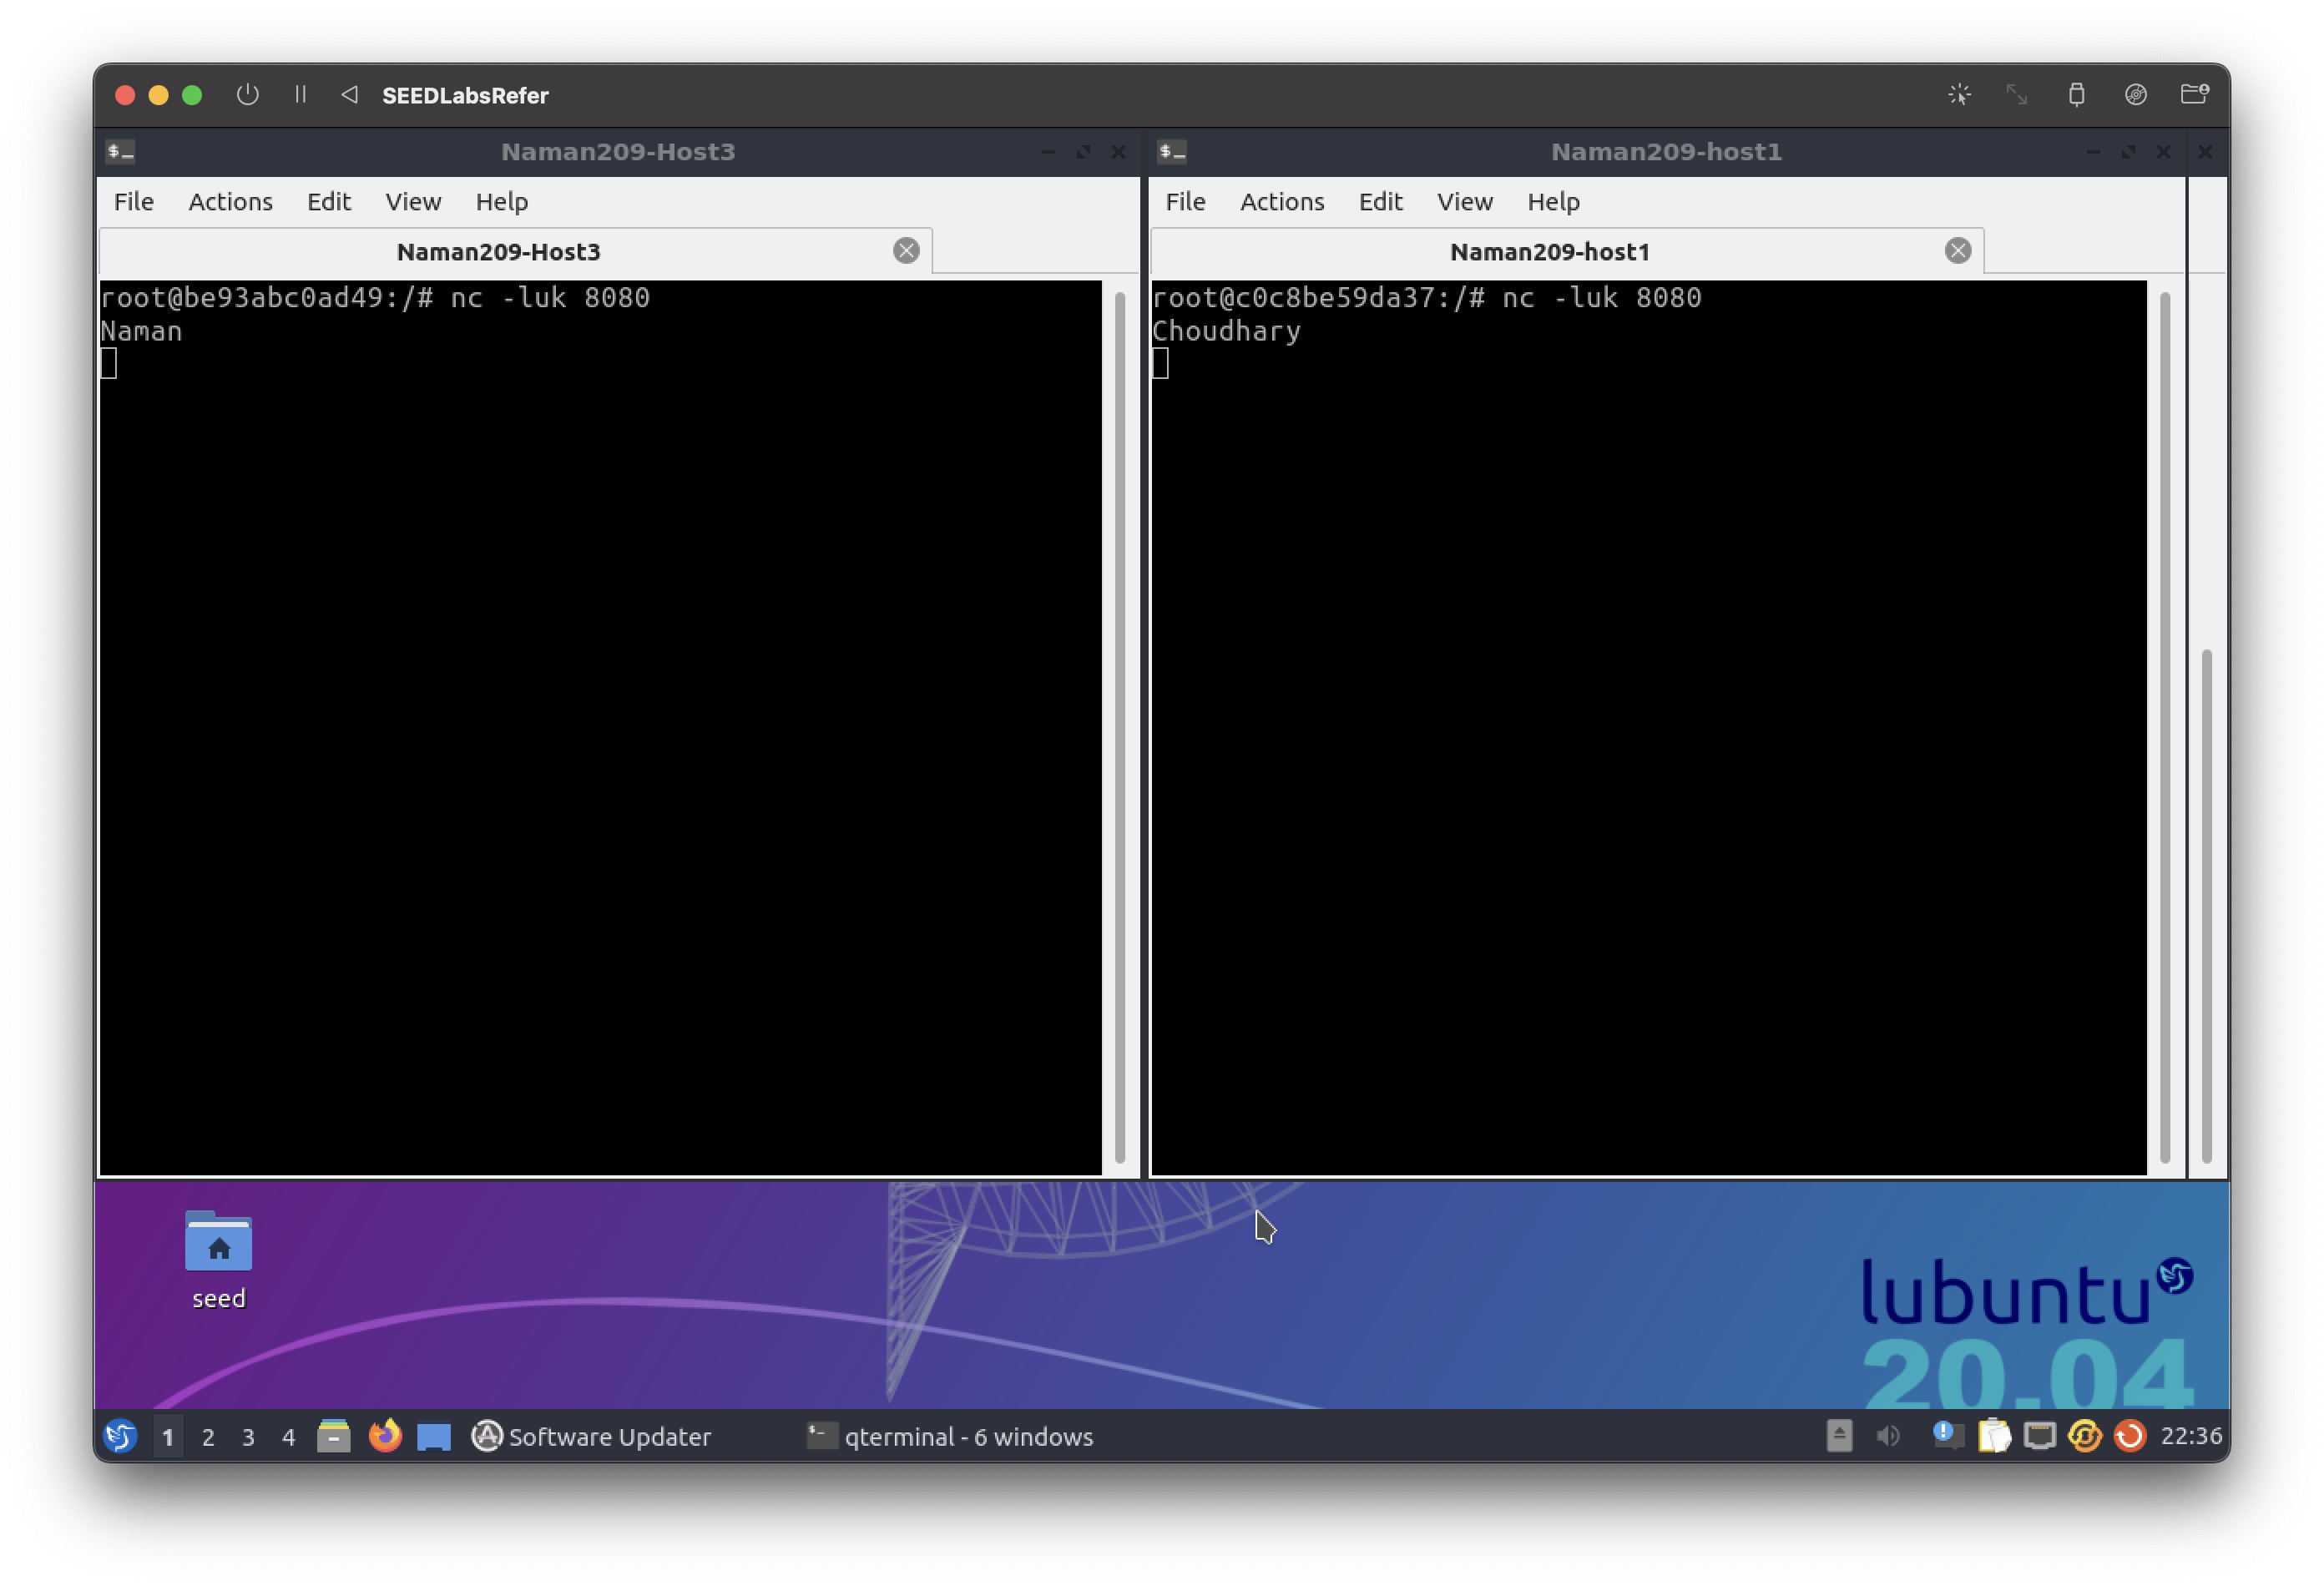 SEEDLabsRefer
Naman209-Host3
File Actions Edit View Help
Naman209-Host3
root@be93abc0ad49:/# nc -luk 8080
Naman
Naman209-host1
File Actions Edit View Help
Naman209-host1
root@c0c8be59da37:/# nc -luk 8080
Choudhary
seed
lubuntu
20.04
1 2 3 4 Software Updater qterminal - 6 windows 22:36